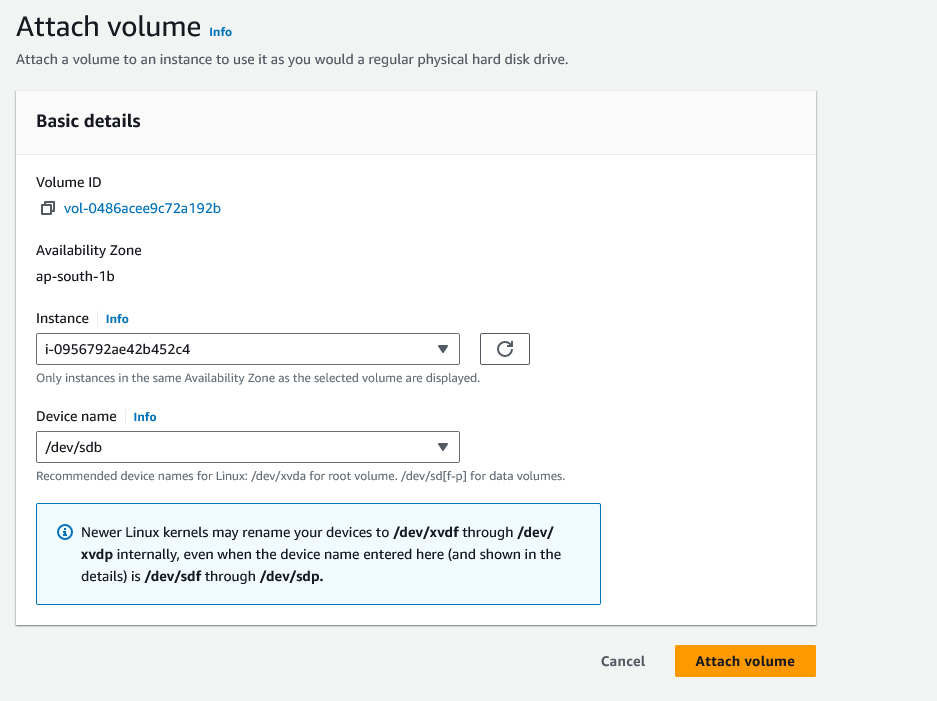 Attach volume Info
Attach a volume to an instance to use it as you would a regular physical hard disk drive.
Basic details
Volume ID
vol-0486acee9c72a192b
Availability Zone
ap-south-1b
Instance Info
i-0956792ae42b452c4
Only instances in the same Availability Zone as the selected volume are displayed.
Device name Info
/dev/sdb
Recommended device names for Linux: /dev/xvda for root volume. /dev/sd[f-p] for data volumes.
Newer Linux kernels may rename your devices to /dev/xvdf through /dev/
xvdp internally, even when the device name entered here (and shown in the
details) is /dev/sdf through /dev/sdp.
Cancel Attach volume